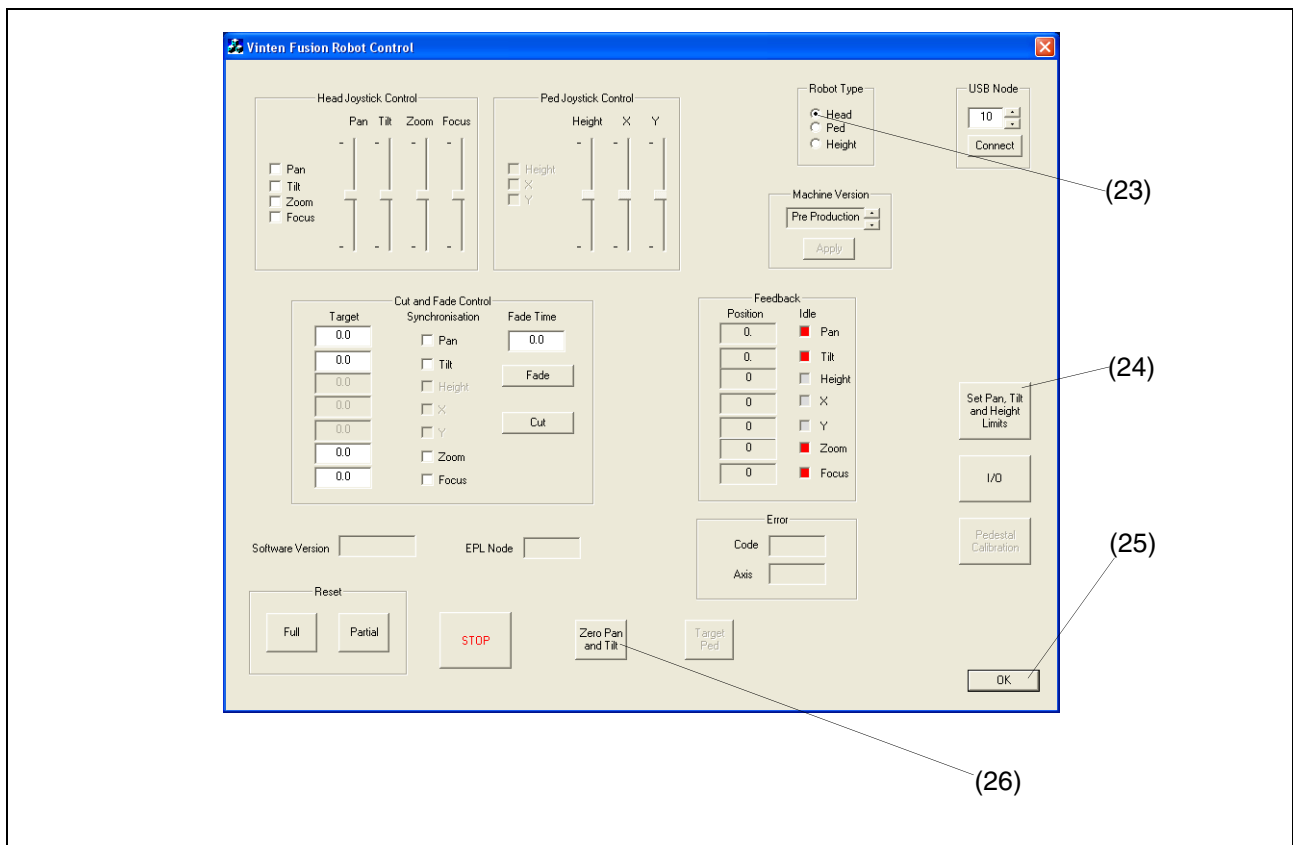 Vinten Fusion Robot Control
Head Joystick Control
Pan Tilt Zoom Focus
Pan
Tilt
Zoom
Focus
Ped Joystick Control
Height X Y
Height
X
Y
Robot Type
Head
Ped
Height
USB Node
10
Connect
(23)
Machine Version
Pre Production
Apply
Cut and Fade Control
Target Synchronisation Fade Time
0.0 Pan 0.0
0.0 Tilt
Fade
0.0 Height
0.0 X
Cut
0.0 Y
0.0 Zoom
0.0 Focus
Feedback
Position Idle
0. Pan
0. Tilt
0 Height
0 X
0 Y
0 Zoom
0 Focus
(24)
Set Pan, Tilt
and Height
Limits
I/O
Pedestal
Calibration
(25)
Software Version
EPL Node
Error
Code
Axis
Reset
Full Partial
STOP
Zero Pan
and Tilt
Target
Ped
OK
(26)